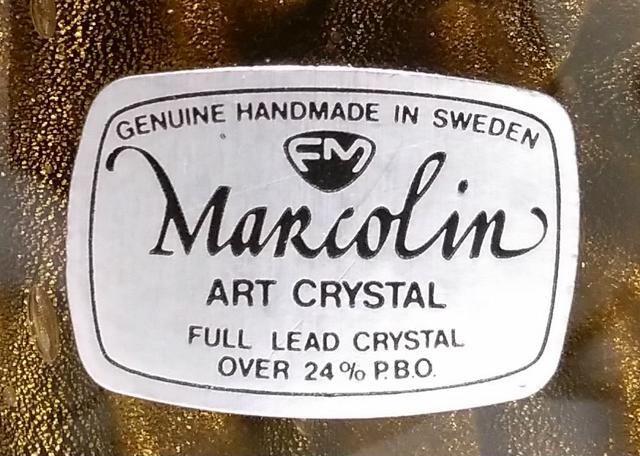 GENUINE HANDMADE IN SWEDEN
FM
Marcolin
ART CRYSTAL
FULL LEAD CRYSTAL
OVER 24% P.B.O.